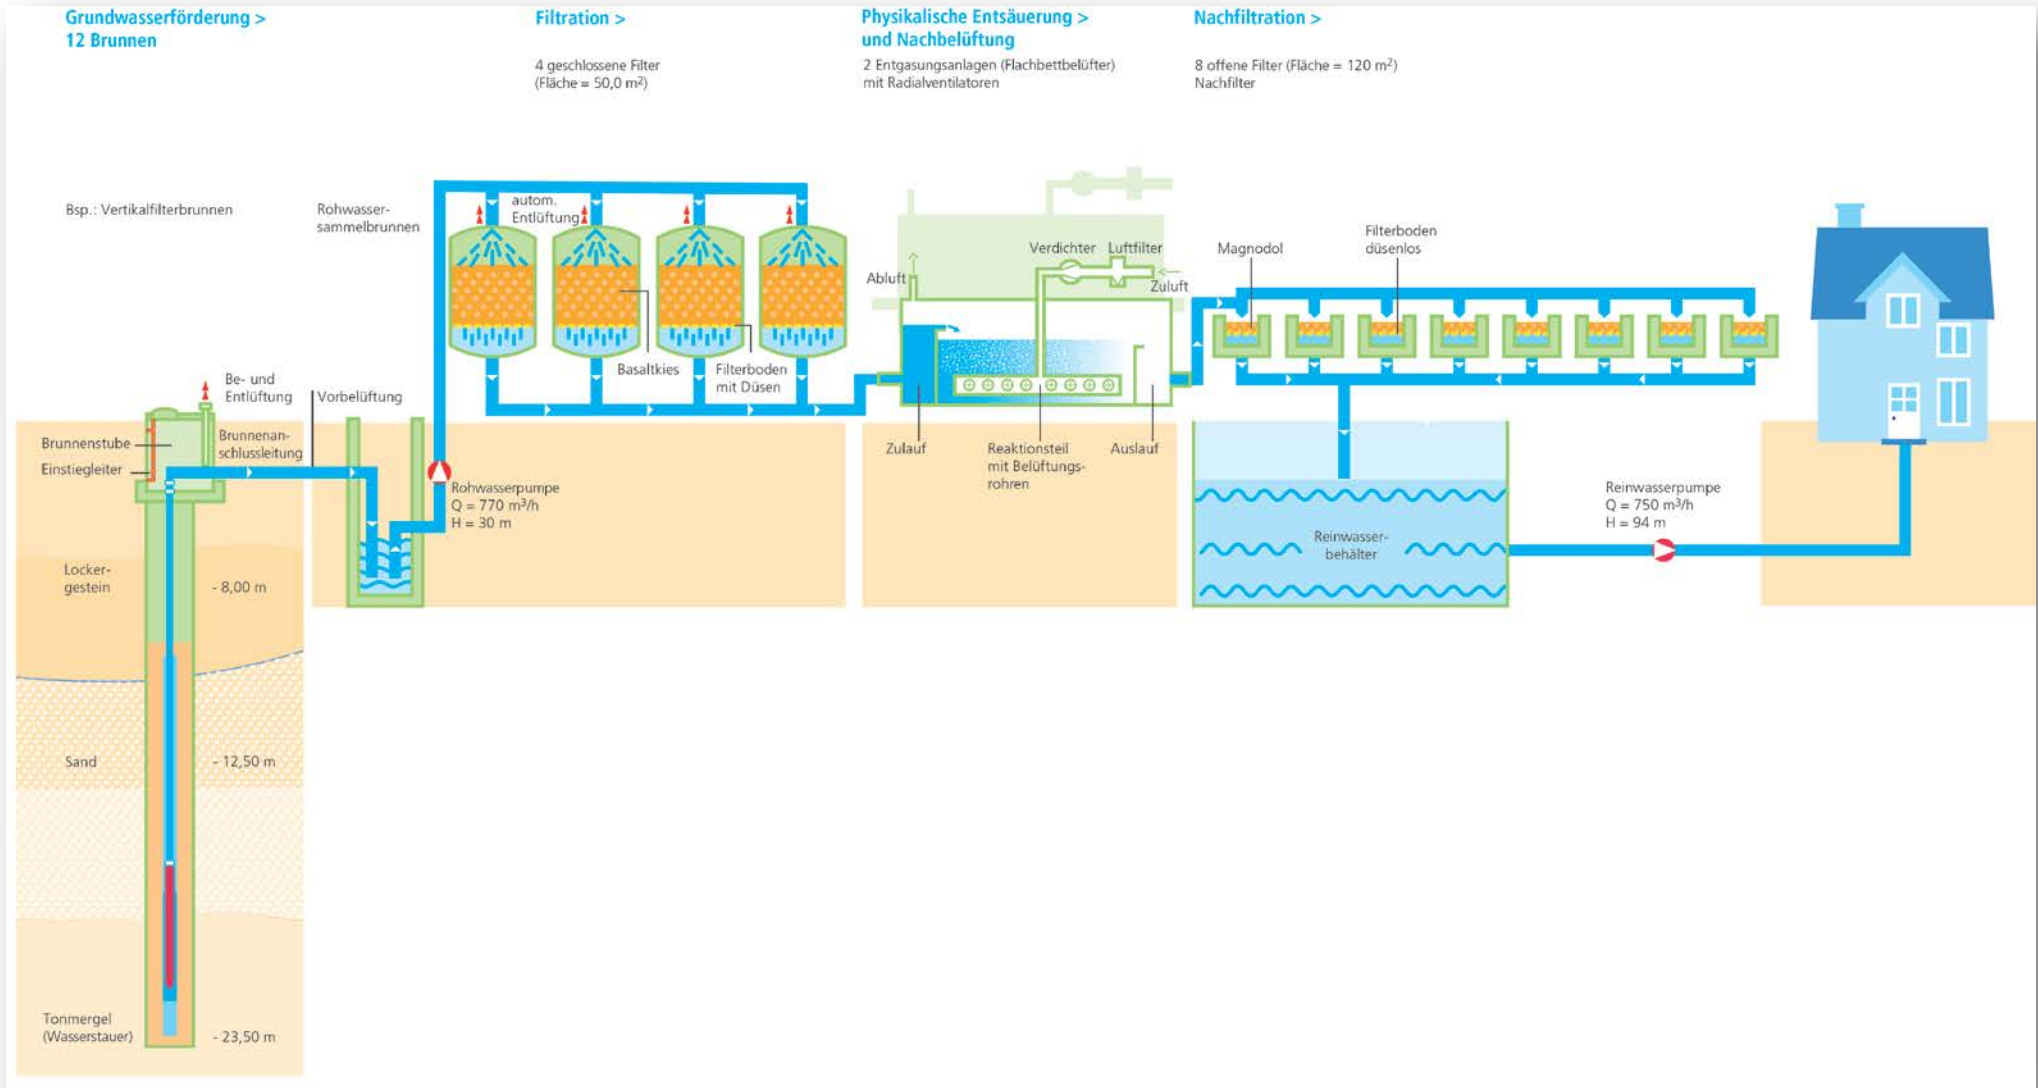 Grundwasserförderung >
12 Brunnen
Filtration >
4 geschlossene Filter
(Fläche = 50,0 m²)
Physikalische Entsäuerung >
und Nachbelüftung
2 Entgasungsanlagen (Flachbettbelüfter)
mit Radialventilatoren
Nachfiltration >
8 offene Filter (Fläche = 120 m²)
Nachfilter
Bsp.: Vertikalfilterbrunnen
Rohwasser-
sammelbrunnen
autom.
Entlüftung
Basaltkies
Filterboden
mit Düsen
Abluft
Verdichter
Luftfilter
Zuluft
Magnodol
Filterboden
düsenlos
Be- und
Entlüftung
Vorbelüftung
Brunnenstube
Einstiegleiter
Brunnenan-
schlussleitung
Rohwasserpumpe
Q = 770 m³/h
H = 30 m
Zulauf
Reaktionsteil
mit Belüftungs-
rohren
Auslauf
Reinwasser-
behälter
Reinwasserpumpe
Q = 750 m³/h
H = 94 m
Locker-
gestein
- 8,00 m
Sand
- 12,50 m
Tonmergel
(Wasserstauer)
- 23,50 m